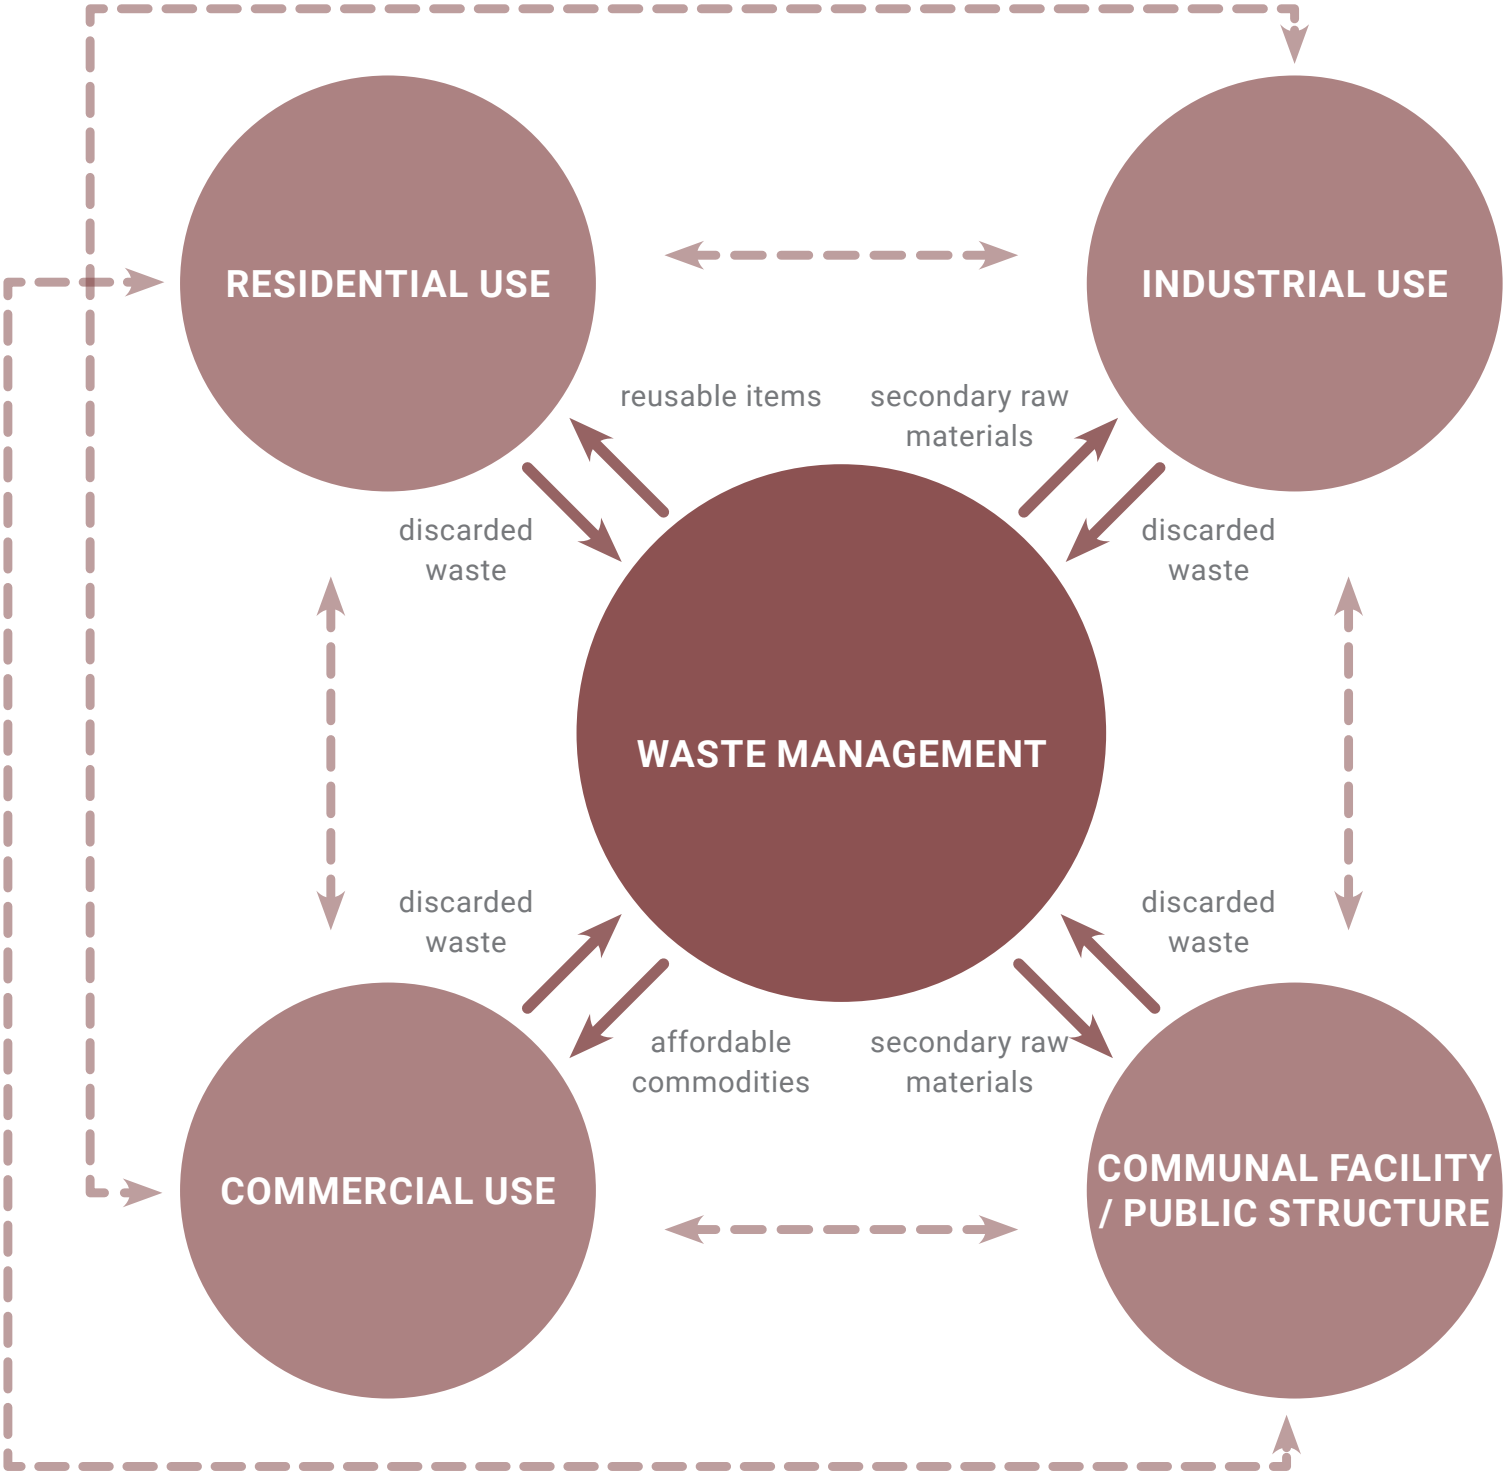 RESIDENTIAL USE
INDUSTRIAL USE
reusable items
secondary raw
materials
discarded
waste
discarded
waste
WASTE MANAGEMENT
discarded
waste
discarded
waste
affordable
commodities
secondary raw
materials
COMMERCIAL USE
COMMUNAL FACILITY
/ PUBLIC STRUCTURE